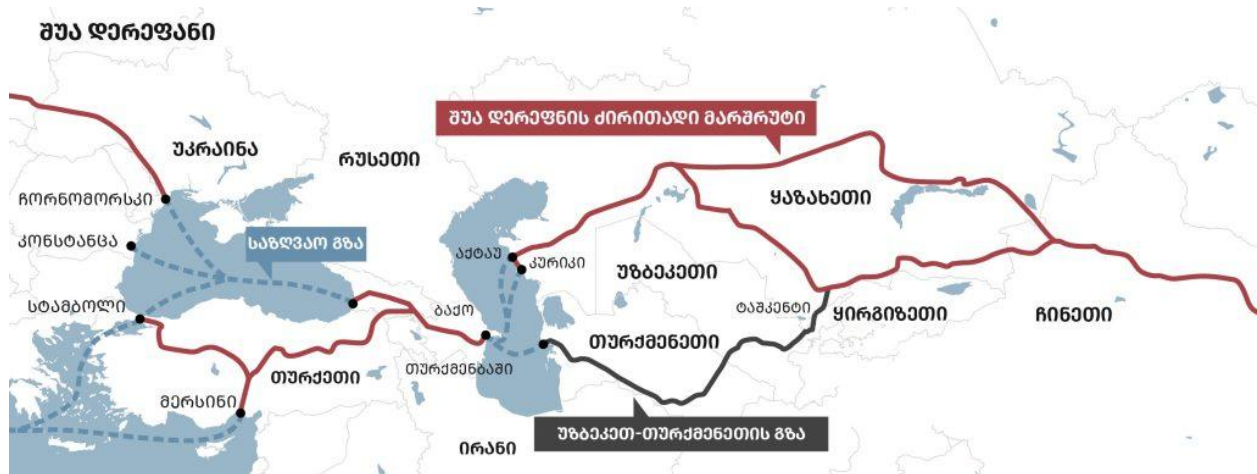 შუა დერეფანი
შუა დერეფნის ძირითადი მარშრუტი
უკრაინა
რუსეთი
ყაზახეთი
ჩორნომორსკი
კონსტანცა
საზღვაო გზა
აქტაუ
კურიკი
უზბეკეთი
სტამბოლი
ბაქო
ტაშკენტი
ყირგიზეთი
ჩინეთი
თურქმენეთი
თურქმენბაში
თურქეთი
მერსინი
უზბეკეთ-თურქმენეთის გზა
ირანი